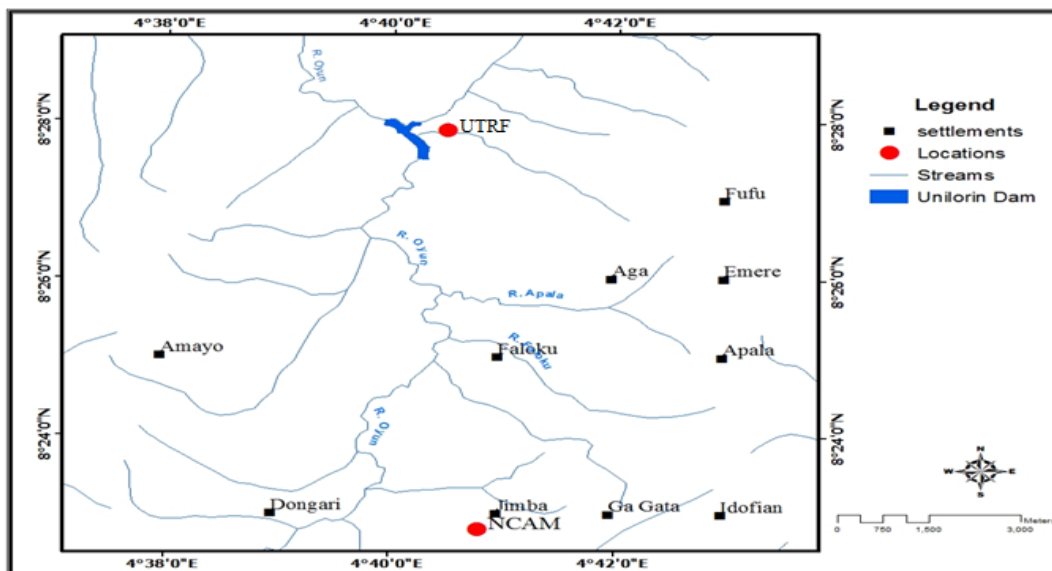 4°38'0"E 4°40'0"E 4°42'0"E
R. Oyun
8°28'0"N
UTRF
8°28'0"N
Legend
settlements
Locations
Streams
Unilorin Dam
Fufu
R. Oyun
8°26'0"N
Aga
Emere
8°26'0"N
R. Apala
Amayo
Faloku
R. Faloku
Apala
R. Oyun
8°24'0"N
8°24'0"N
N
W E
S
Dongari
Jimba
Ga Gata
Idofian
NCAM
0 750 1,500 3,000
Meters
4°38'0"E 4°40'0"E 4°42'0"E